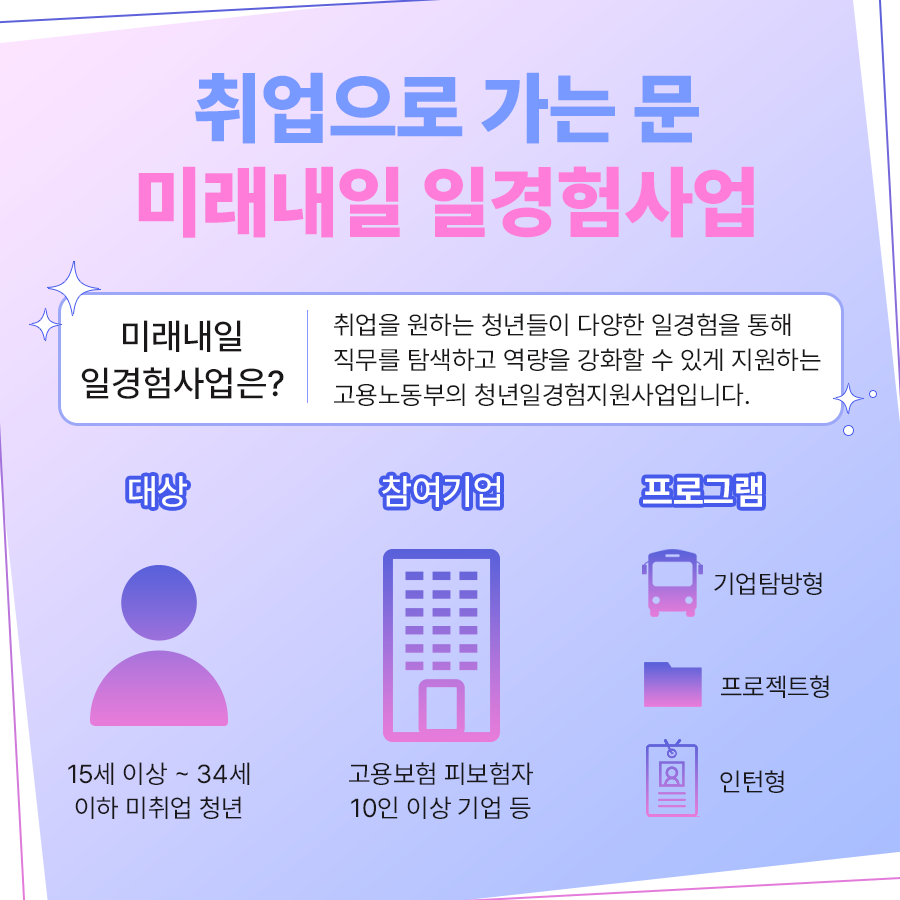 취업으로 가는 문
미래내일 일경험사업
미래내일
일경험사업은?
취업을 원하는 청년들이 다양한 일경험을 통해
직무를 탐색하고 역량을 강화할 수 있게 지원하는
고용노동부의 청년일경험지원사업입니다.
대상
15세 이상 ~ 34세
이하 미취업 청년
참여기업
고용보험 피보험자
10인 이상 기업 등
프로그램
기업탐방형
프로젝트형
인턴형